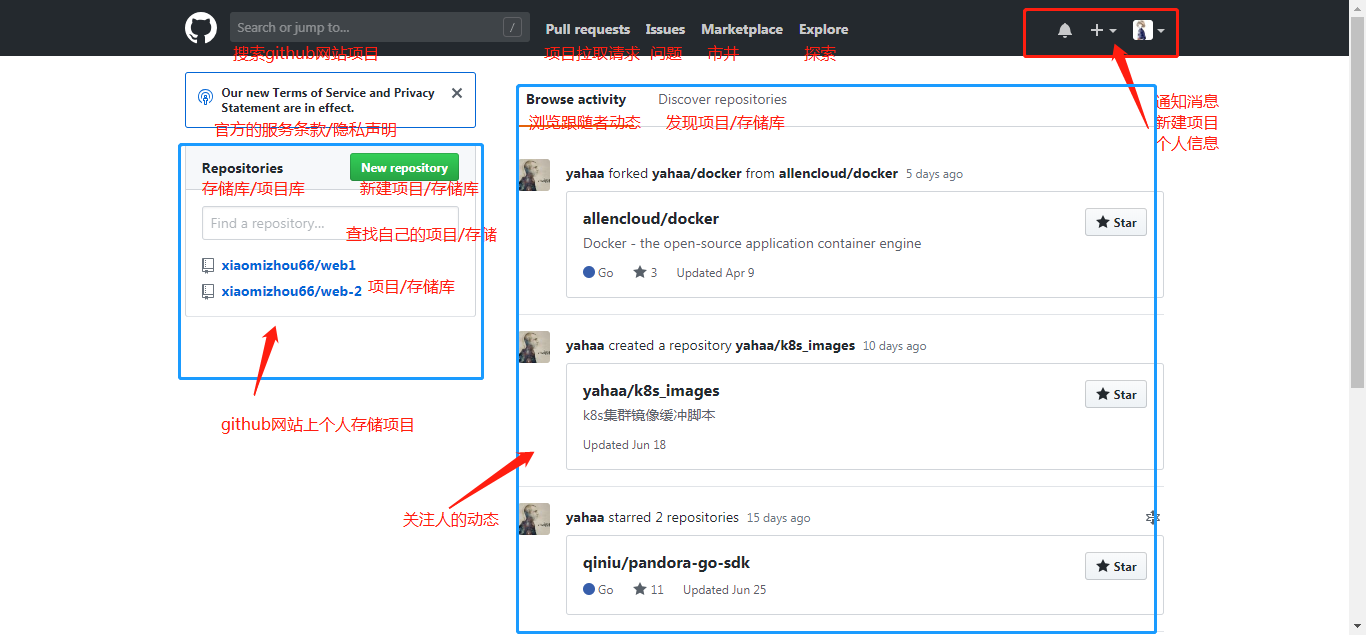 Search or jump to...
/
Pull requests
Issues
Marketplace
Explore
搜索github网站项目
项目拉取请求
问题
市井
探索
Our new Terms of Service and Privacy
Statement are in effect.
官方的服务条款/隐私声明
通知消息
新建项目
个人信息
Repositories
New repository
存储库/项目库
新建项目/存储库
Find a repository...
查找自己的项目/存储
xiaomizhou66/web1
xiaomizhou66/web-2
项目/存储库
github网站上个人存储项目
Browse activity
Discover repositories
浏览跟随者动态
发现项目/存储库
yahaa forked yahaa/docker from allencloud/docker 5 days ago
allencloud/docker
Star
Docker - the open-source application container engine
Go
3
Updated Apr 9
yahaa created a repository yahaa/k8s_images 10 days ago
yahaa/k8s_images
Star
k8s集群镜像缓冲脚本
Updated Jun 18
关注人的动态
yahaa starred 2 repositories 15 days ago
qiniu/pandora-go-sdk
Star
Go
11
Updated Jun 25